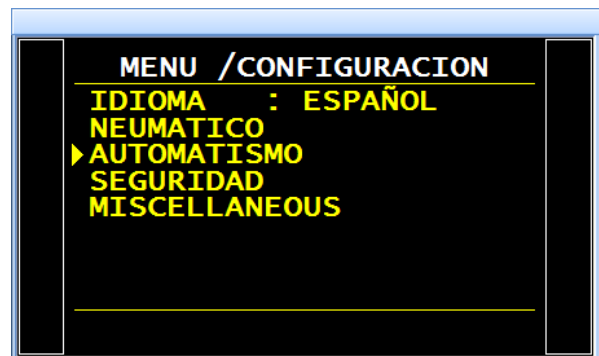 MENU /CONFIGURACION
IDIOMA : ESPAÑOL
NEUMATICO
AUTOMATISMO
SEGURIDAD
MISCELLANEOUS